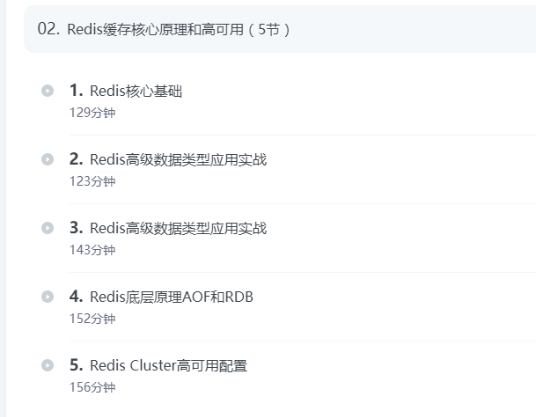 02. Redis缓存核心原理和高可用（5节）
1. Redis核心基础
129分钟
2. Redis高级数据类型应用实战
123分钟
3. Redis高级数据类型应用实战
143分钟
4. Redis底层原理AOF和RDB
152分钟
5. Redis Cluster高可用配置
156分钟